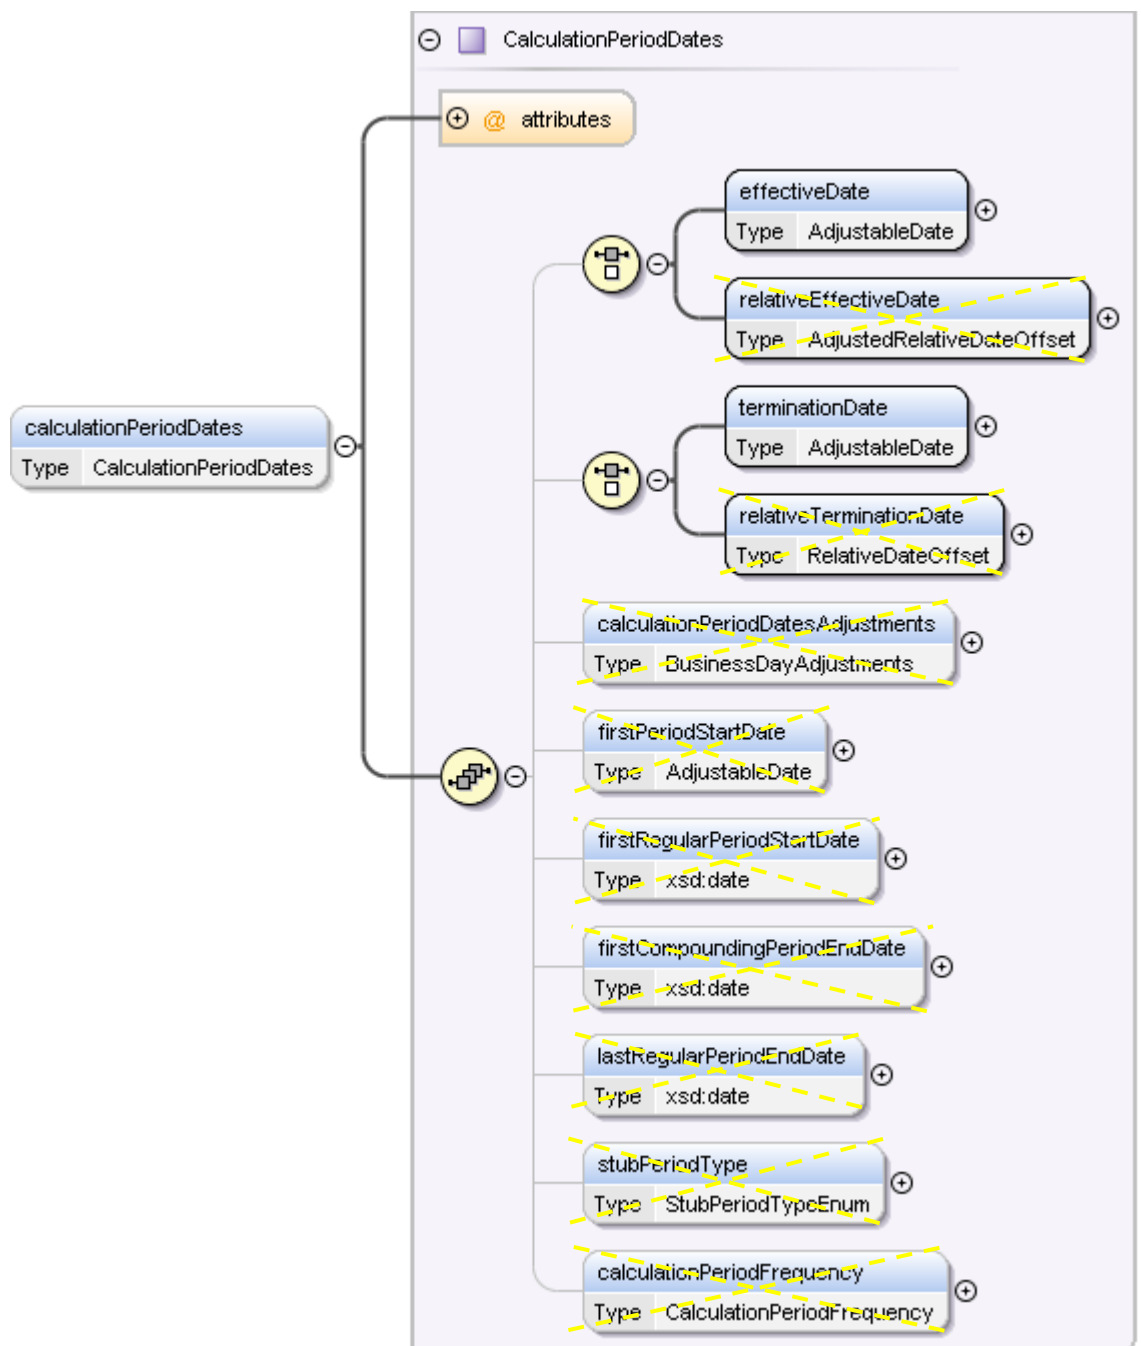 CalculationPeriodDates
@ attributes
effectiveDate
Type AdjustableDate
relativeEffectiveDate
Type AdjustedRelativeDateOffset
terminationDate
Type AdjustableDate
calculationPeriodDates
Type CalculationPeriodDates
relativeTerminationDate
Type RelativeDateOffset
calculationPeriodDatesAdjustments
Type BusinessDayAdjustments
firstPeriodStartDate
Type AdjustableDate
firstRegularPeriodStartDate
Type xsd:date
firstCompoundingPeriodEndDate
Type xsd:date
lastRegularPeriodEndDate
Type xsd:date
stubPeriodType
Type StubPeriodTypeEnum
calculationPeriodFrequency
Type CalculationPeriodFrequency